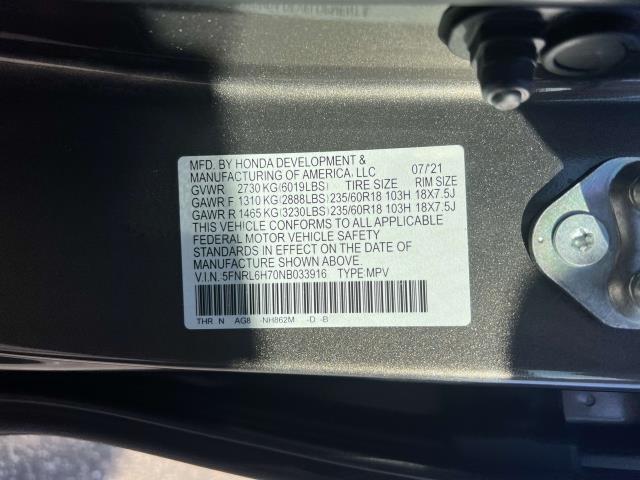 MFD. BY HONDA DEVELOPMENT &
MANUFACTURING OF AMERICA, LLC 07/'21
GVWR 2730 KG (6019LBS) TIRE SIZE RIM SIZE
GAWR F 1310 KG (2888LBS) 235/60R18 103H 18X7.5J
GAWR R 1465 KG (3230LBS) 235/60R18 103H 18X7.5J
THIS VEHICLE CONFORMS TO ALL APPLICABLE
FEDERAL MOTOR VEHICLE SAFETY
STANDARDS IN EFFECT ON THE DATE OF
MANUFACTURE SHOWN ABOVE.
V.I.N. 5FNRL6H70NB033916 TYPE:MPV
THR N AG8 -NH862M -D -B